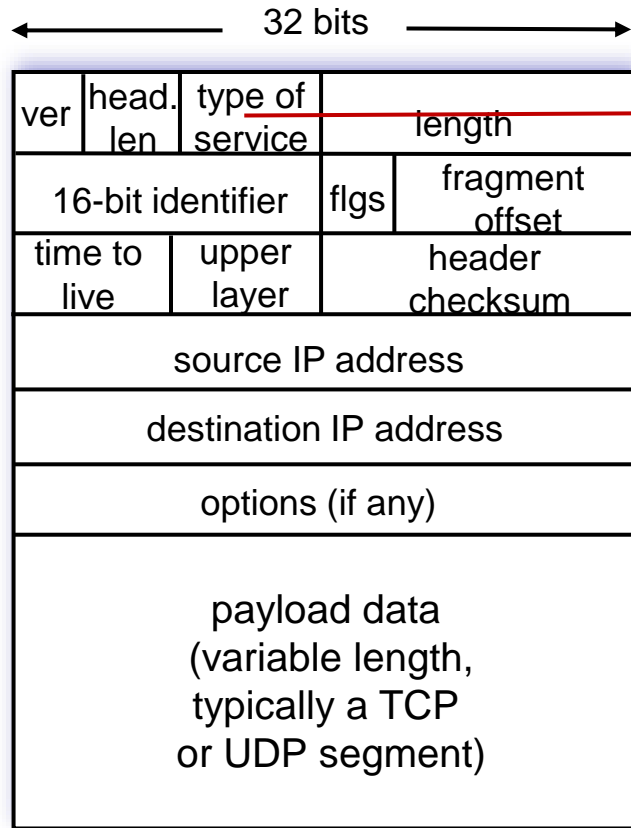 32 bits
ver
head. len
type of service
length
16-bit identifier
flgs
fragment offset
time to live
upper layer
header checksum
source IP address
destination IP address
options (if any)
payload data
(variable length,
typically a TCP
or UDP segment)